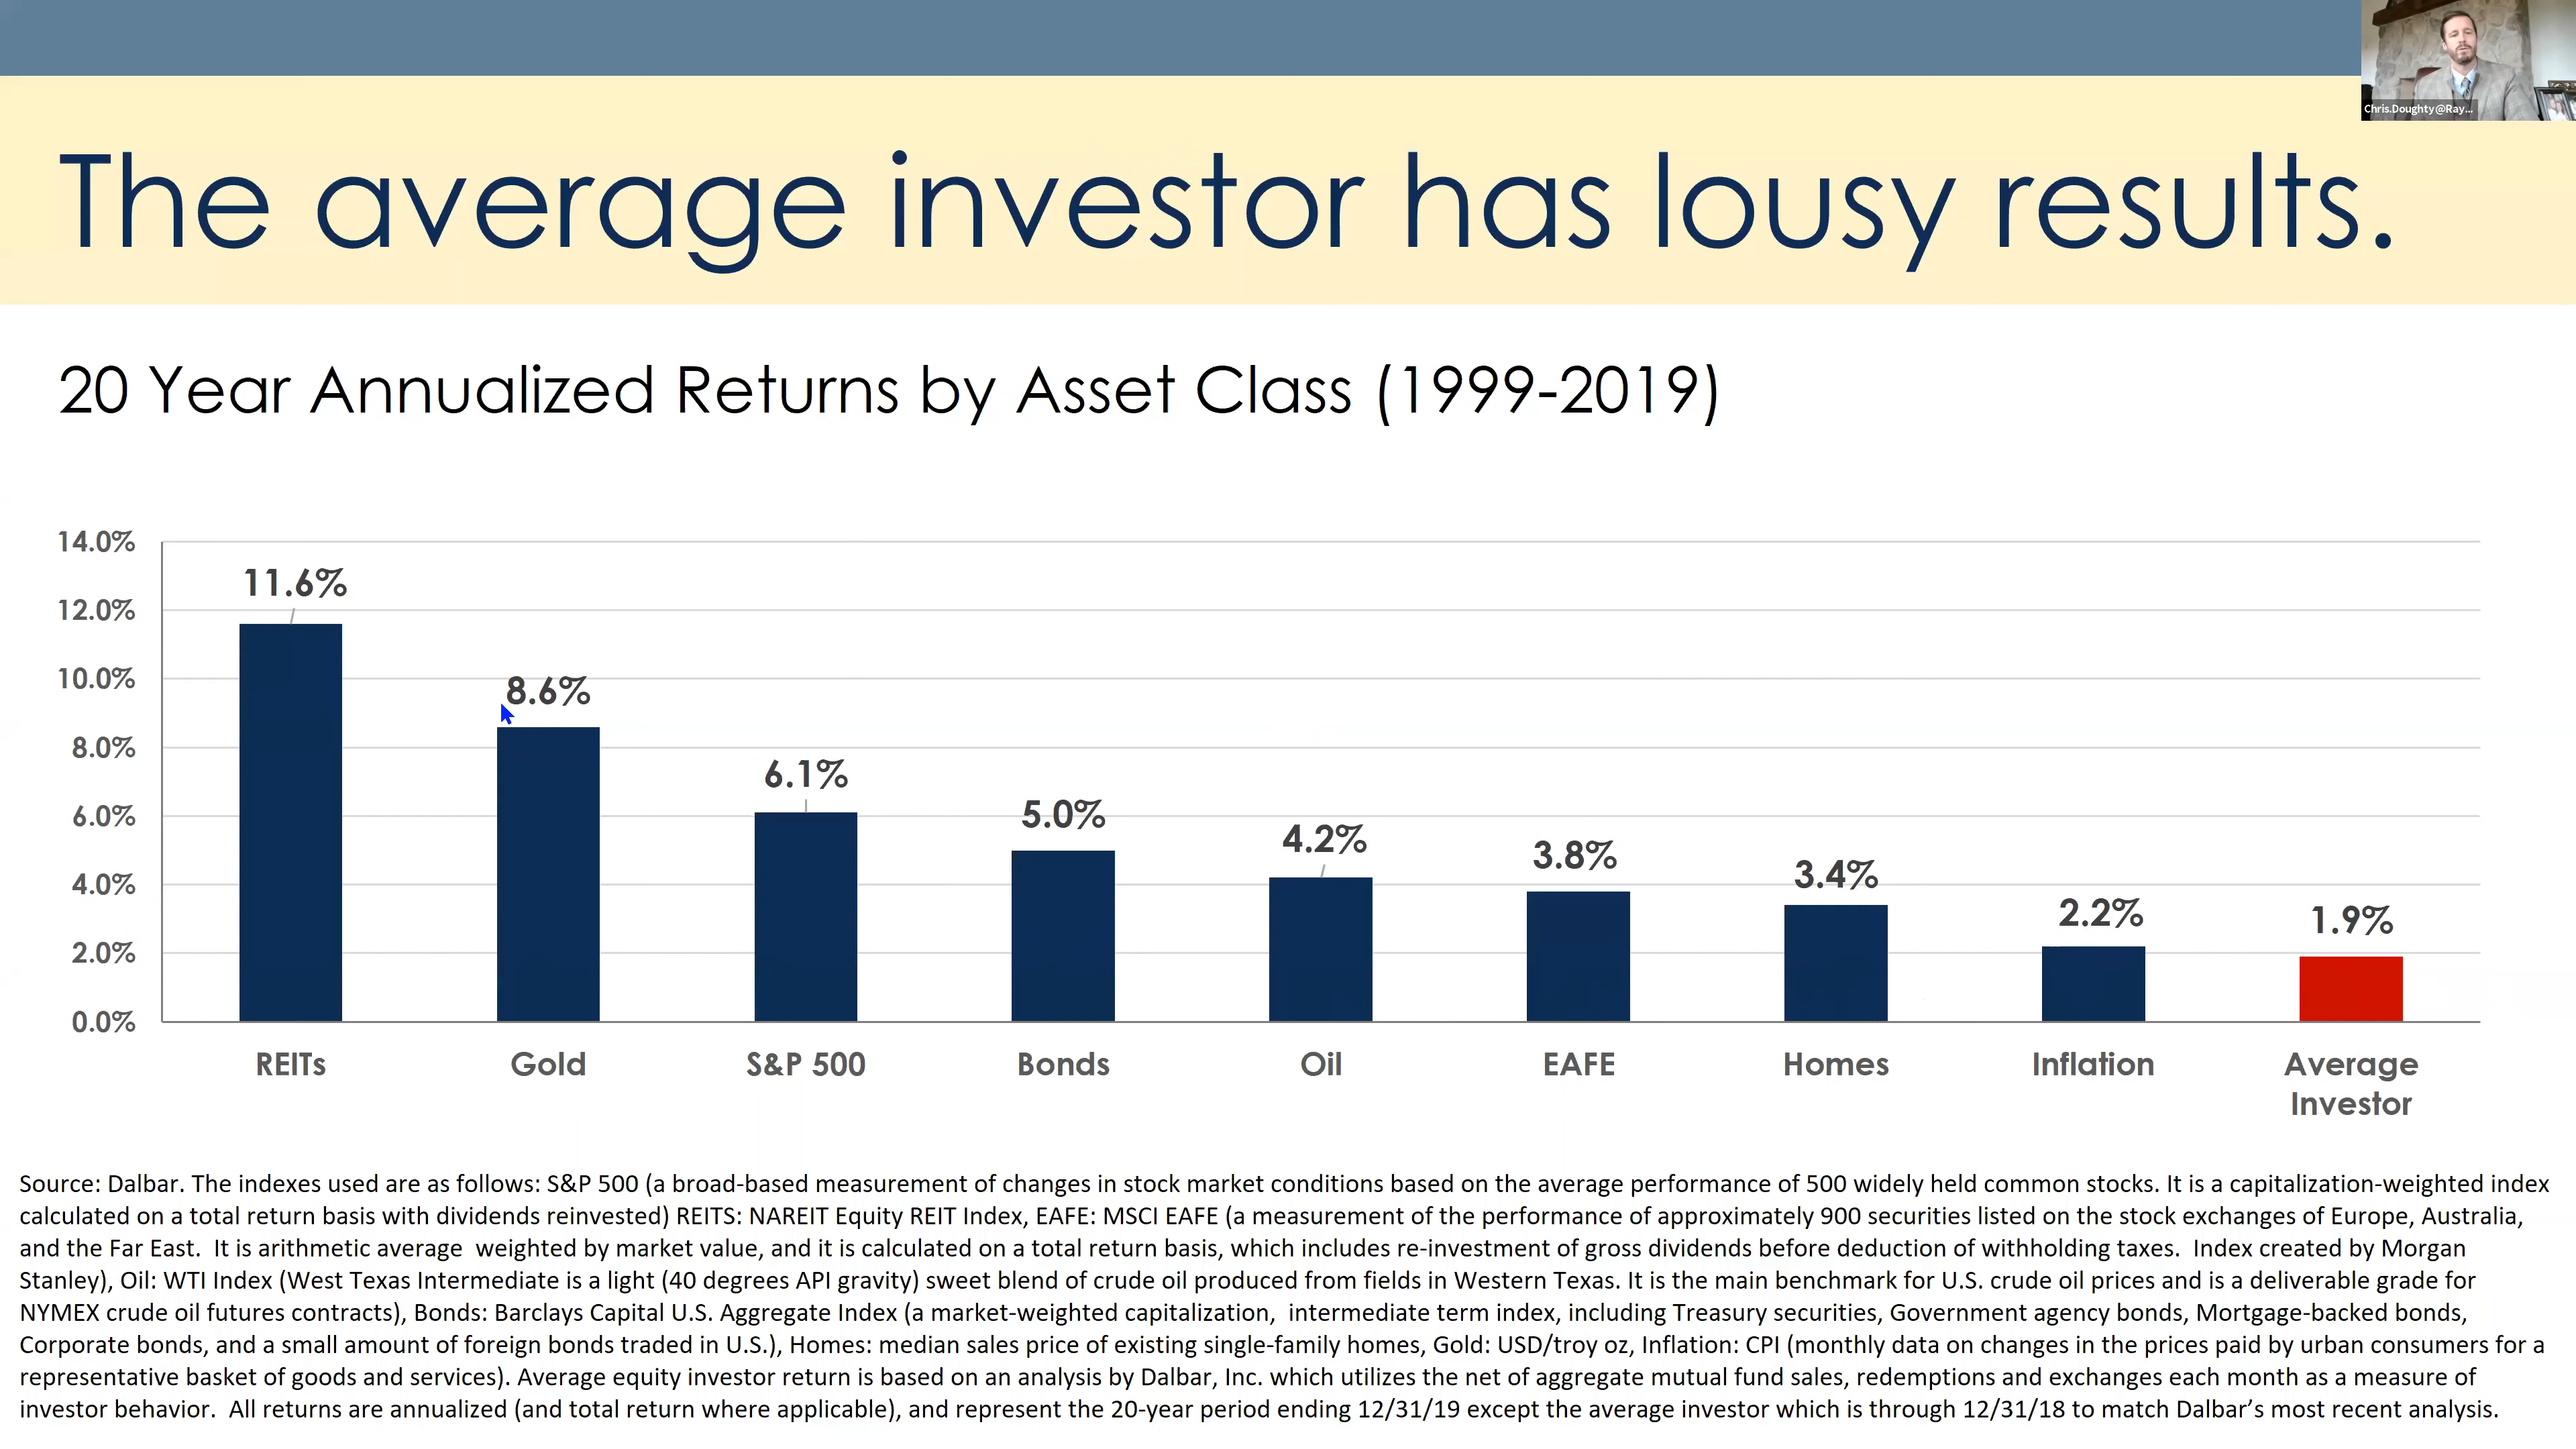 Chris.Doughty@Ray...
The average investor has lousy results.
20 Year Annualized Returns by Asset Class (1999-2019)
14.0%
12.0%
10.0%
8.0%
6.0%
4.0%
2.0%
0.0%
11.6%
8.6%
6.1%
5.0%
4.2%
3.8%
3.4%
2.2%
1.9%
REITs
Gold
S&P 500
Bonds
Oil
EAFE
Homes
Inflation
Average
Investor
Source: Dalbar. The indexes used are as follows: S&P 500 (a broad-based measurement of changes in stock market conditions based on the average performance of 500 widely held common stocks. It is a capitalization-weighted index
calculated on a total return basis with dividends reinvested) REITS: NAREIT Equity REIT Index, EAFE: MSCI EAFE (a measurement of the performance of approximately 900 securities listed on the stock exchanges of Europe, Australia,
and the Far East.  It is arithmetic average  weighted by market value, and it is calculated on a total return basis, which includes re-investment of gross dividends before deduction of withholding taxes.  Index created by Morgan
Stanley), Oil: WTI Index (West Texas Intermediate is a light (40 degrees API gravity) sweet blend of crude oil produced from fields in Western Texas. It is the main benchmark for U.S. crude oil prices and is a deliverable grade for
NYMEX crude oil futures contracts), Bonds: Barclays Capital U.S. Aggregate Index (a market-weighted capitalization,  intermediate term index, including Treasury securities, Government agency bonds, Mortgage-backed bonds,
Corporate bonds, and a small amount of foreign bonds traded in U.S.), Homes: median sales price of existing single-family homes, Gold: USD/troy oz, Inflation: CPI (monthly data on changes in the prices paid by urban consumers for a
representative basket of goods and services). Average equity investor return is based on an analysis by Dalbar, Inc. which utilizes the net of aggregate mutual fund sales, redemptions and exchanges each month as a measure of
investor behavior.  All returns are annualized (and total return where applicable), and represent the 20-year period ending 12/31/19 except the average investor which is through 12/31/18 to match Dalbar's most recent analysis.